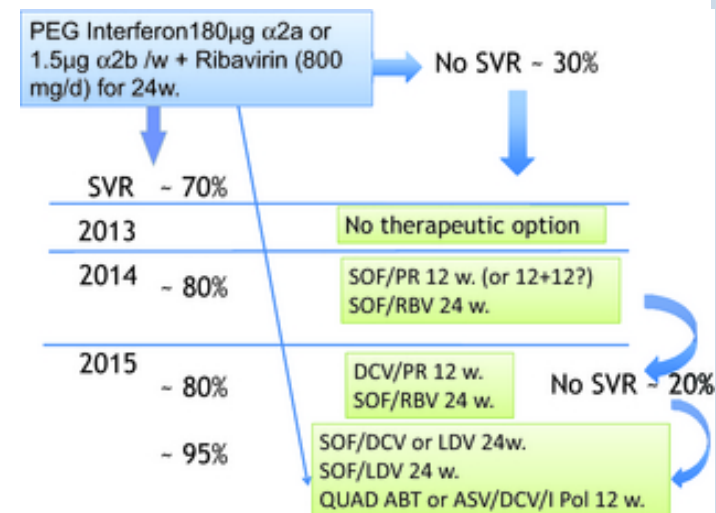 PEG Interferon180µg α2a or
1.5µg α2b /w + Ribavirin (800
mg/d) for 24w.
No SVR ~ 30%
SVR ~ 70%
2013
No therapeutic option
2014
~ 80%
SOF/PR 12 w. (or 12+12?)
SOF/RBV 24 w.
2015
~ 80%
DCV/PR 12 w.
SOF/RBV 24 w.
No SVR ~ 20%
~ 95%
SOF/DCV or LDV 24w.
SOF/LDV 24 w.
QUAD ABT or ASV/DCV/I Pol 12 w.